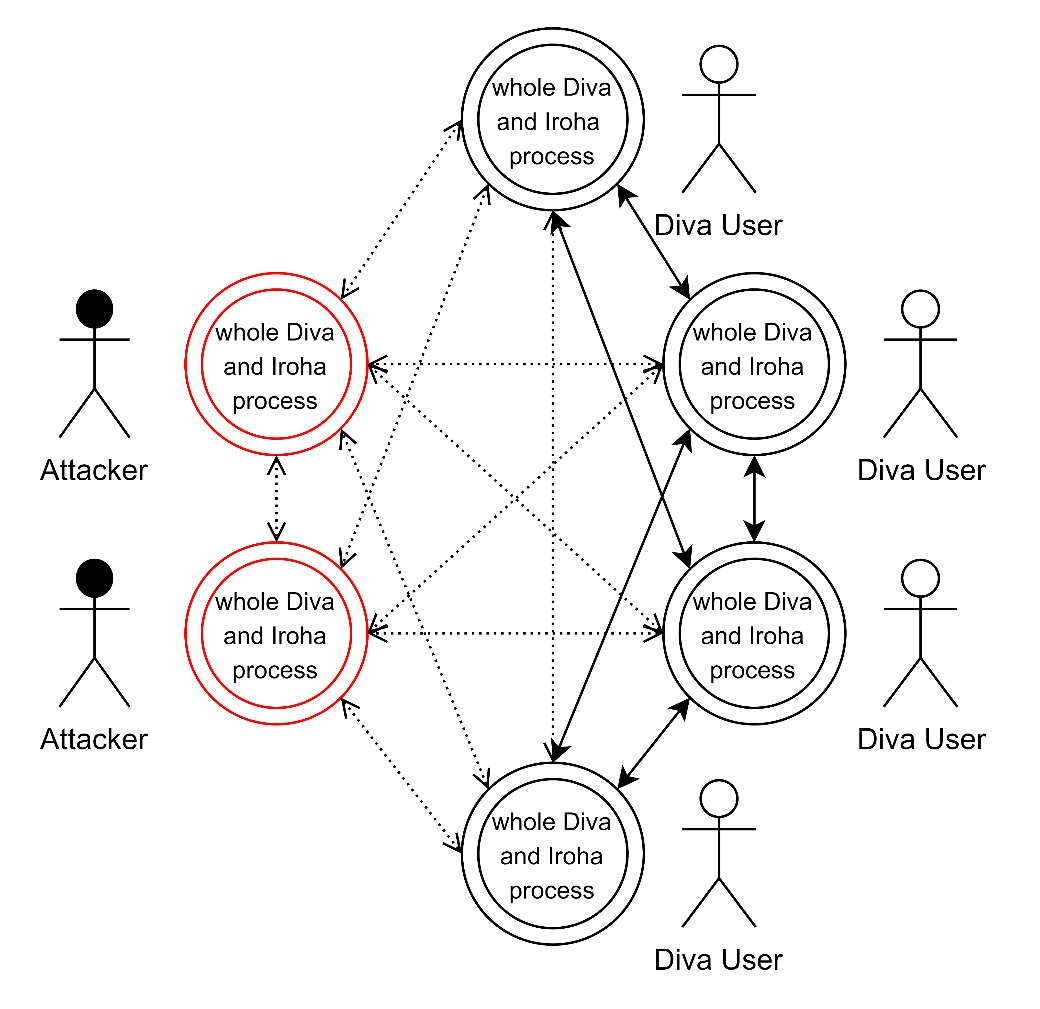 whole Diva
and Iroha
process
Diva User
whole Diva
and Iroha
process
Attacker
whole Diva
and Iroha
process
Diva User
whole Diva
and Iroha
process
Attacker
whole Diva
and Iroha
process
Diva User
whole Diva
and Iroha
process
Diva User